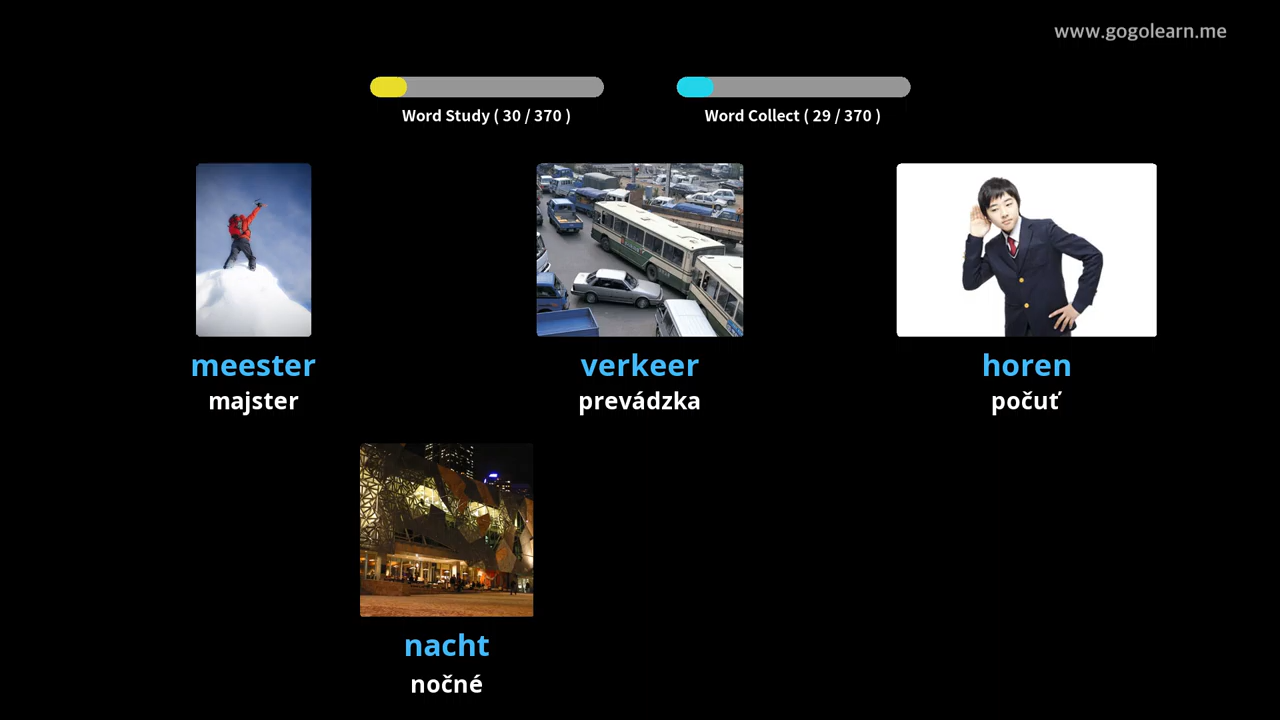 www.gogolearn.me
Word Study ( 30 / 370 )
Word Collect ( 29 / 370 )
meester
majster
verkeer
prevádzka
horen
počuť
nacht
nočné